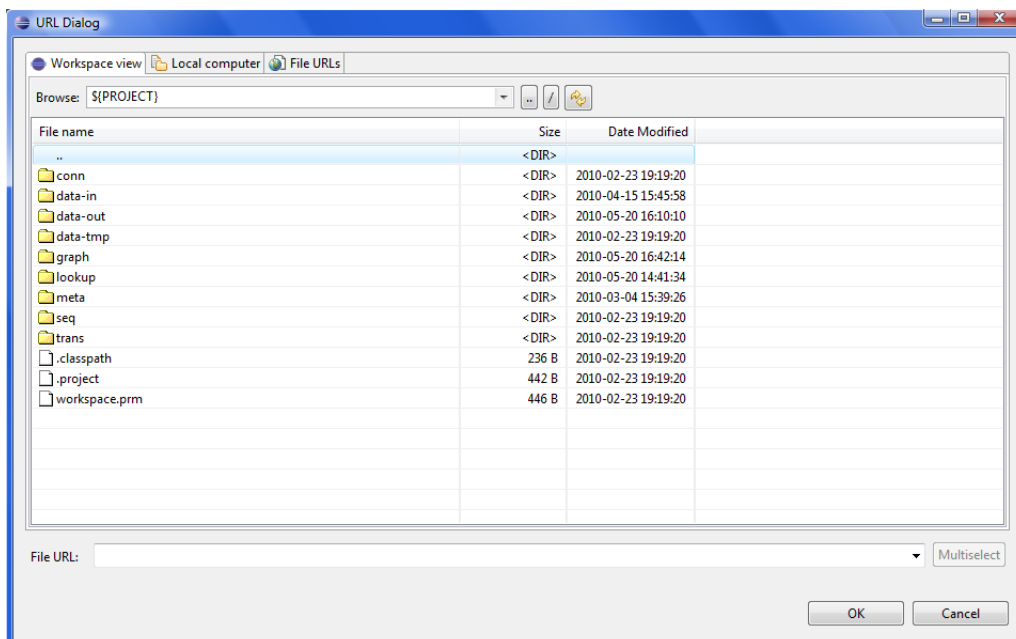 URL Dialog
Workspace view Local computer File URLs
Browse: ${PROJECT} .. /
File name Size Date Modified
.. <DIR>
conn <DIR> 2010-02-23 19:19:20
data-in <DIR> 2010-04-15 15:45:58
data-out <DIR> 2010-05-20 16:10:10
data-tmp <DIR> 2010-02-23 19:19:20
graph <DIR> 2010-05-20 16:42:14
lookup <DIR> 2010-05-20 14:41:34
meta <DIR> 2010-03-04 15:39:26
seq <DIR> 2010-02-23 19:19:20
trans <DIR> 2010-02-23 19:19:20
.classpath 236 B 2010-02-23 19:19:20
.project 442 B 2010-02-23 19:19:20
workspace.prm 446 B 2010-02-23 19:19:20
File URL: Multiselect
OK Cancel